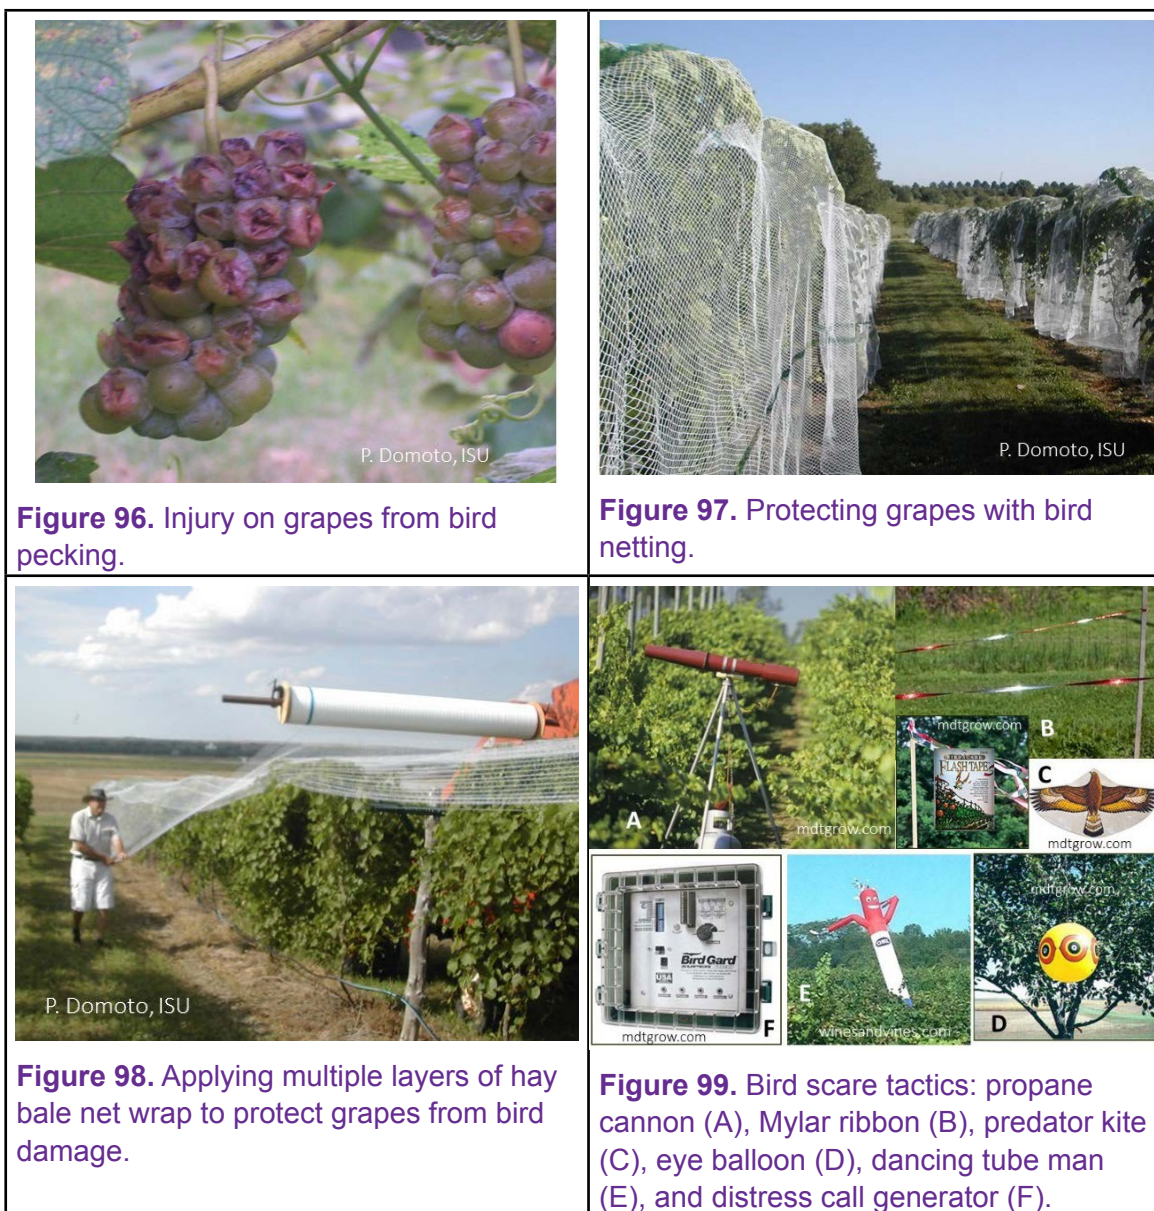 P. Domoto, ISU
Figure 96. Injury on grapes from bird
pecking.
P. Domoto, ISU
Figure 97. Protecting grapes with bird
netting.
P. Domoto, ISU
Figure 98. Applying multiple layers of hay
bale net wrap to protect grapes from bird
damage.
A
mdtgrow.com
B
mdtgrow.com
FLASH TAPE
C
mdtgrow.com
F
Bird Gard
USA
mdtgrow.com
E
winesandvines.com
mdtgrow.com
D
Figure 99. Bird scare tactics: propane
cannon (A), Mylar ribbon (B), predator kite
(C), eye balloon (D), dancing tube man
(E), and distress call generator (F).